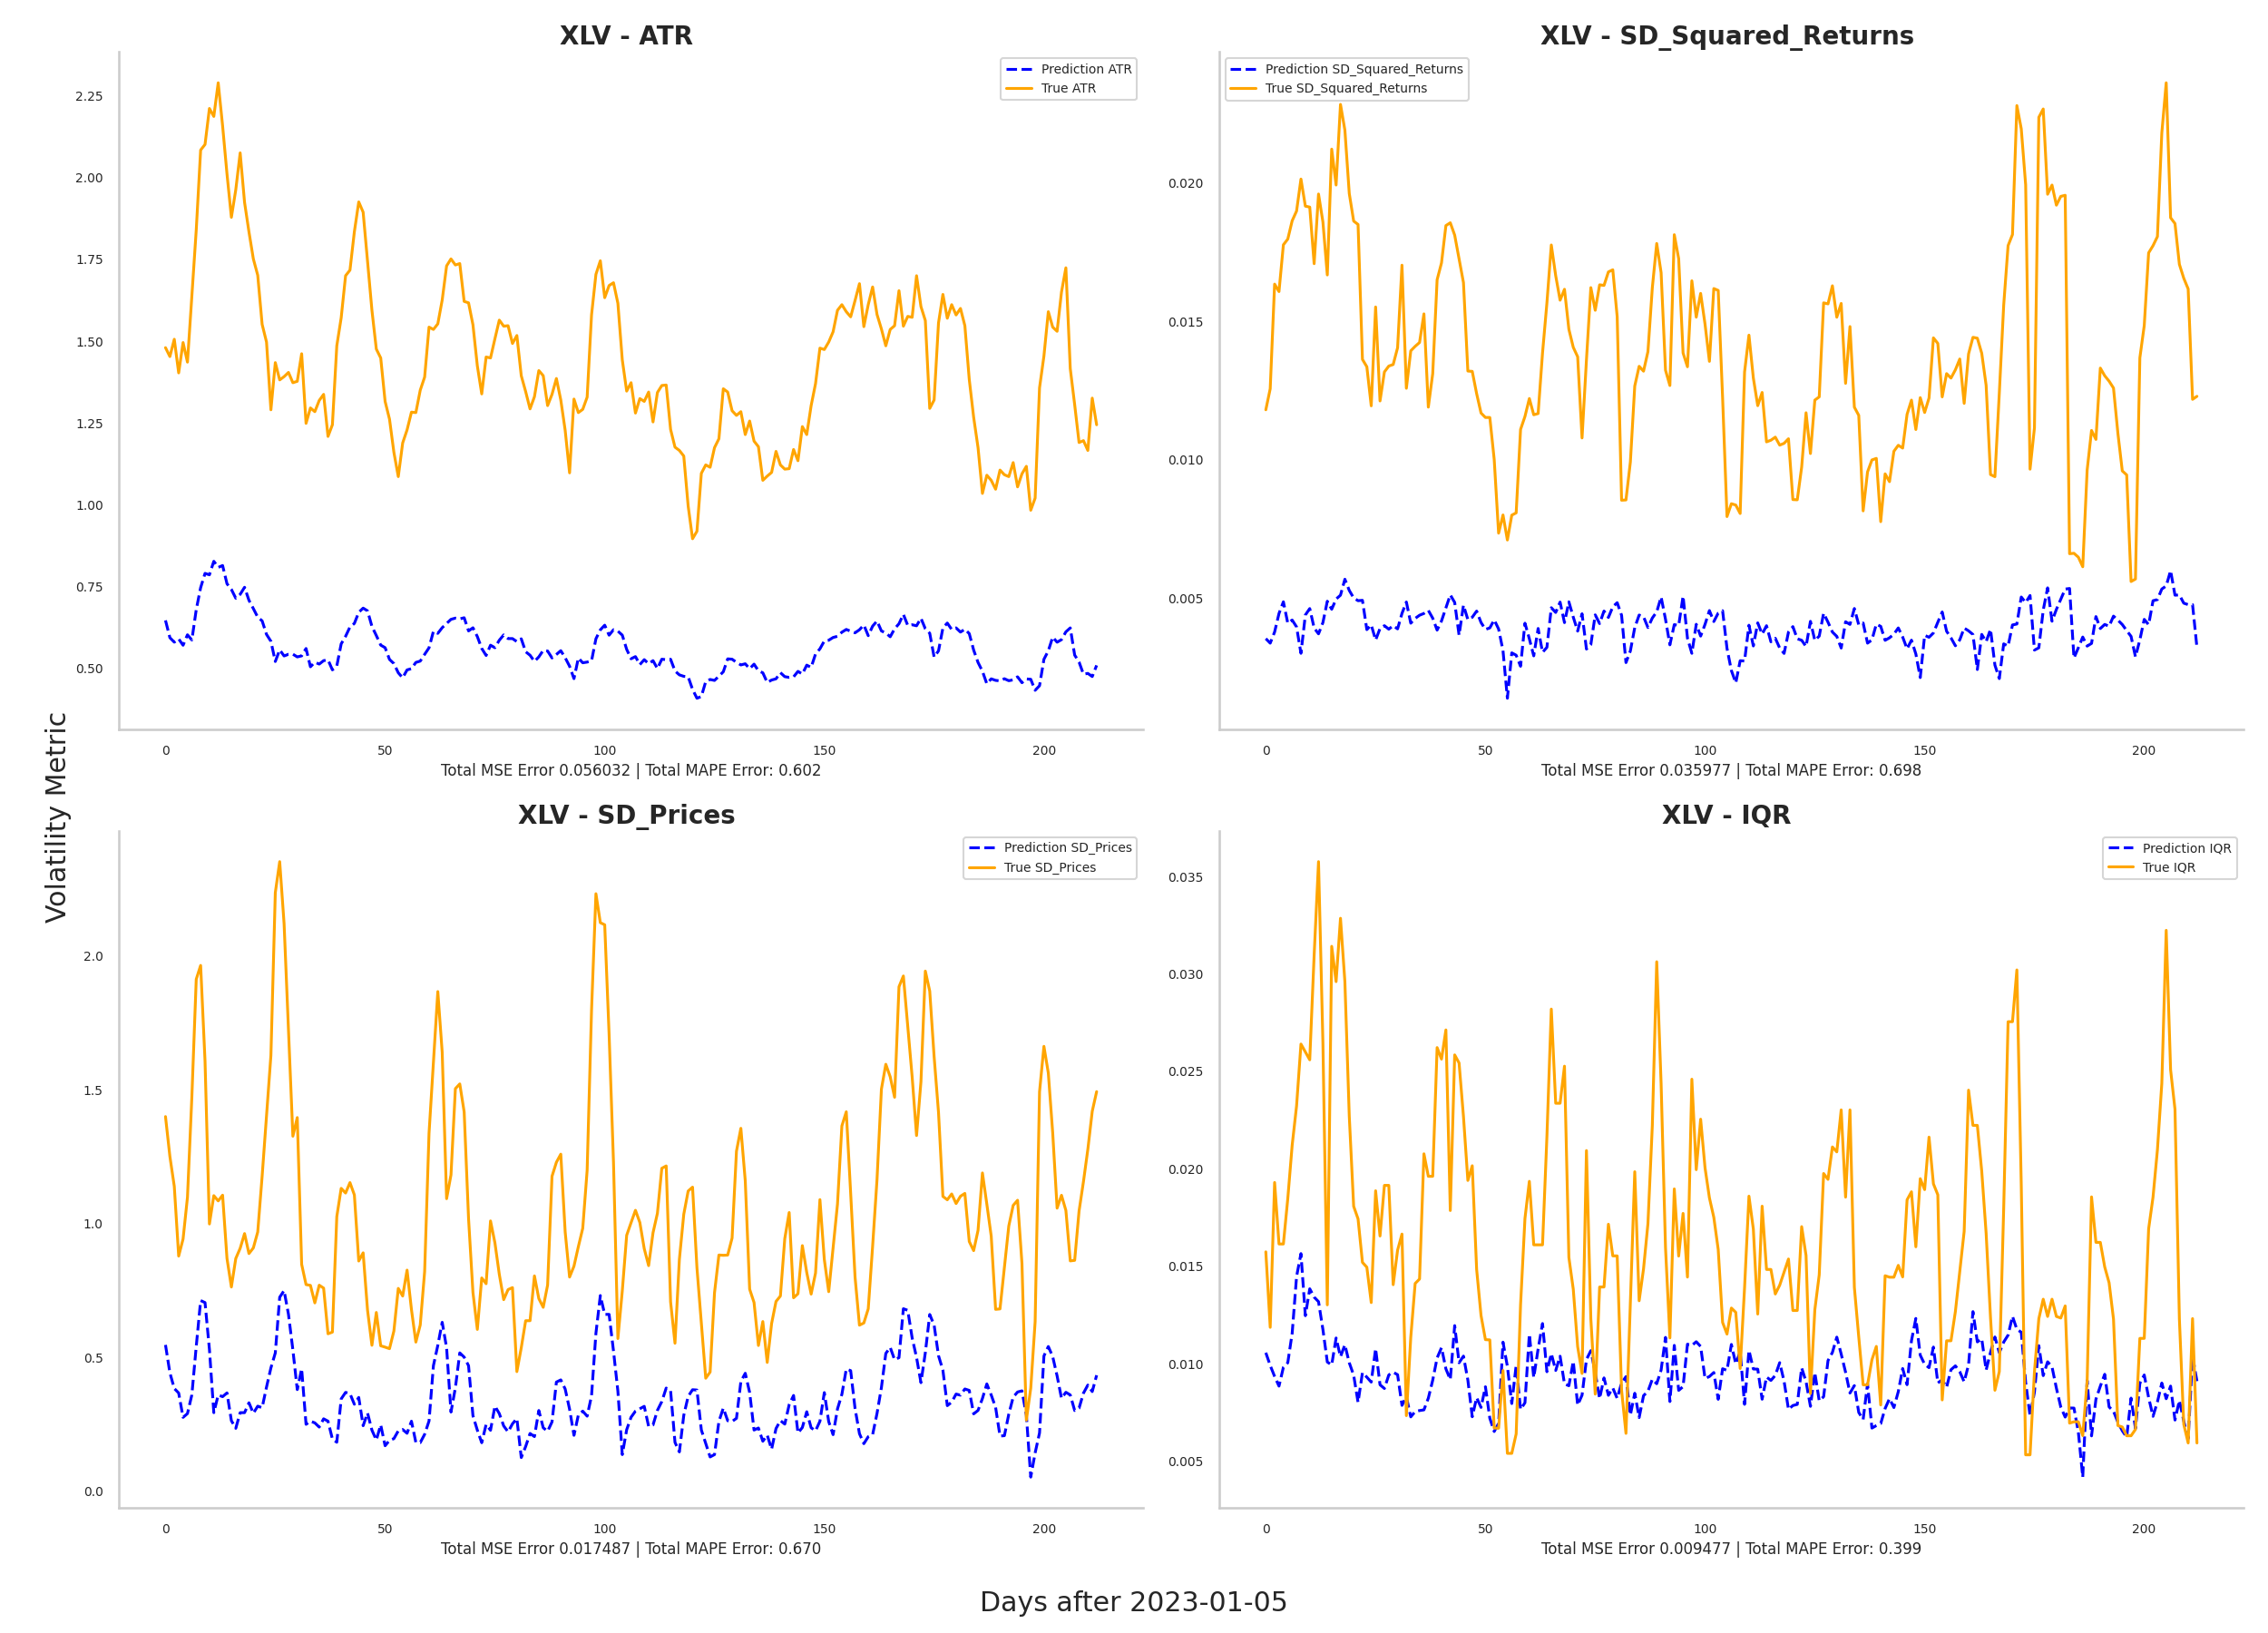 XLV - ATR
Prediction ATR
True ATR
2.25
2.00
1.75
1.50
1.25
1.00
0.75
0.50
0
50
100
150
200
Total MSE Error 0.056032 | Total MAPE Error: 0.602
XLV - SD_Squared_Returns
Prediction SD_Squared_Returns
True SD_Squared_Returns
0.020
0.015
0.010
0.005
0
50
100
150
200
Total MSE Error 0.035977 | Total MAPE Error: 0.698
Volatility Metric
XLV - SD_Prices
Prediction SD_Prices
True SD_Prices
2.0
1.5
1.0
0.5
0.0
0
50
100
150
200
Total MSE Error 0.017487 | Total MAPE Error: 0.670
XLV - IQR
Prediction IQR
True IQR
0.035
0.030
0.025
0.020
0.015
0.010
0.005
0
50
100
150
200
Total MSE Error 0.009477 | Total MAPE Error: 0.399
Days after 2023-01-05